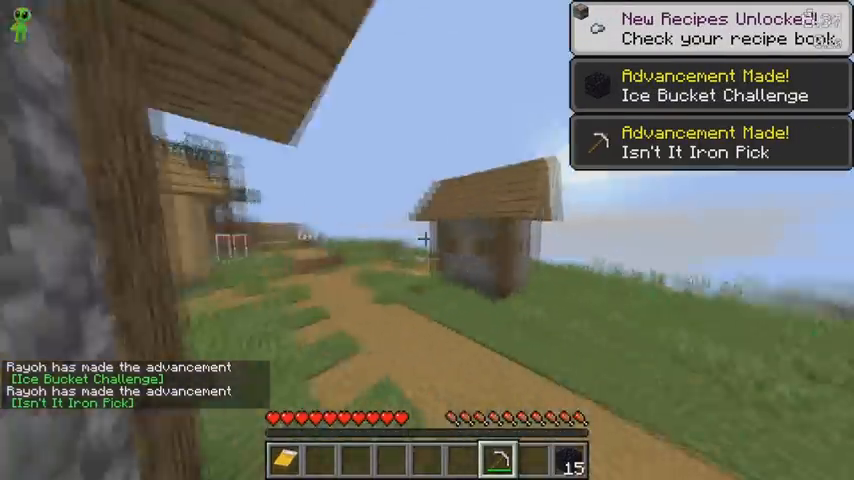 New Recipes Unlocked!
Check your recipe book
Advancement Made!
Ice Bucket Challenge
Advancement Made!
Isn't It Iron Pick
Rayoh has made the advancement
[Ice Bucket Challenge]
Rayoh has made the advancement
[Isn't It Iron Pick]
15